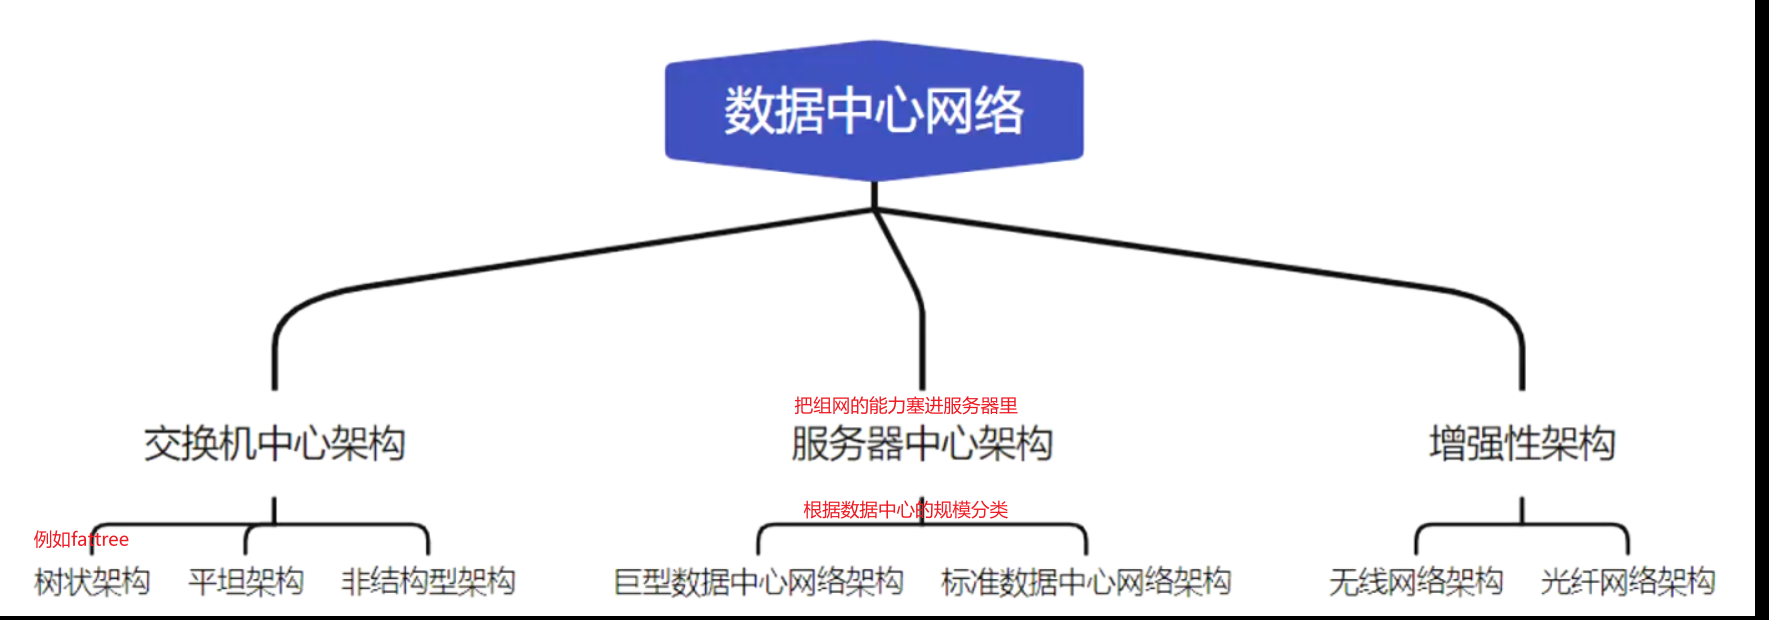 数据中心网络
把组网的能力塞进服务器里
交换机中心架构
服务器中心架构
增强性架构
根据数据中心的规模分类
例如fattree
树状架构
平坦架构
非结构型架构
巨型数据中心网络架构
标准数据中心网络架构
无线网络架构
光纤网络架构